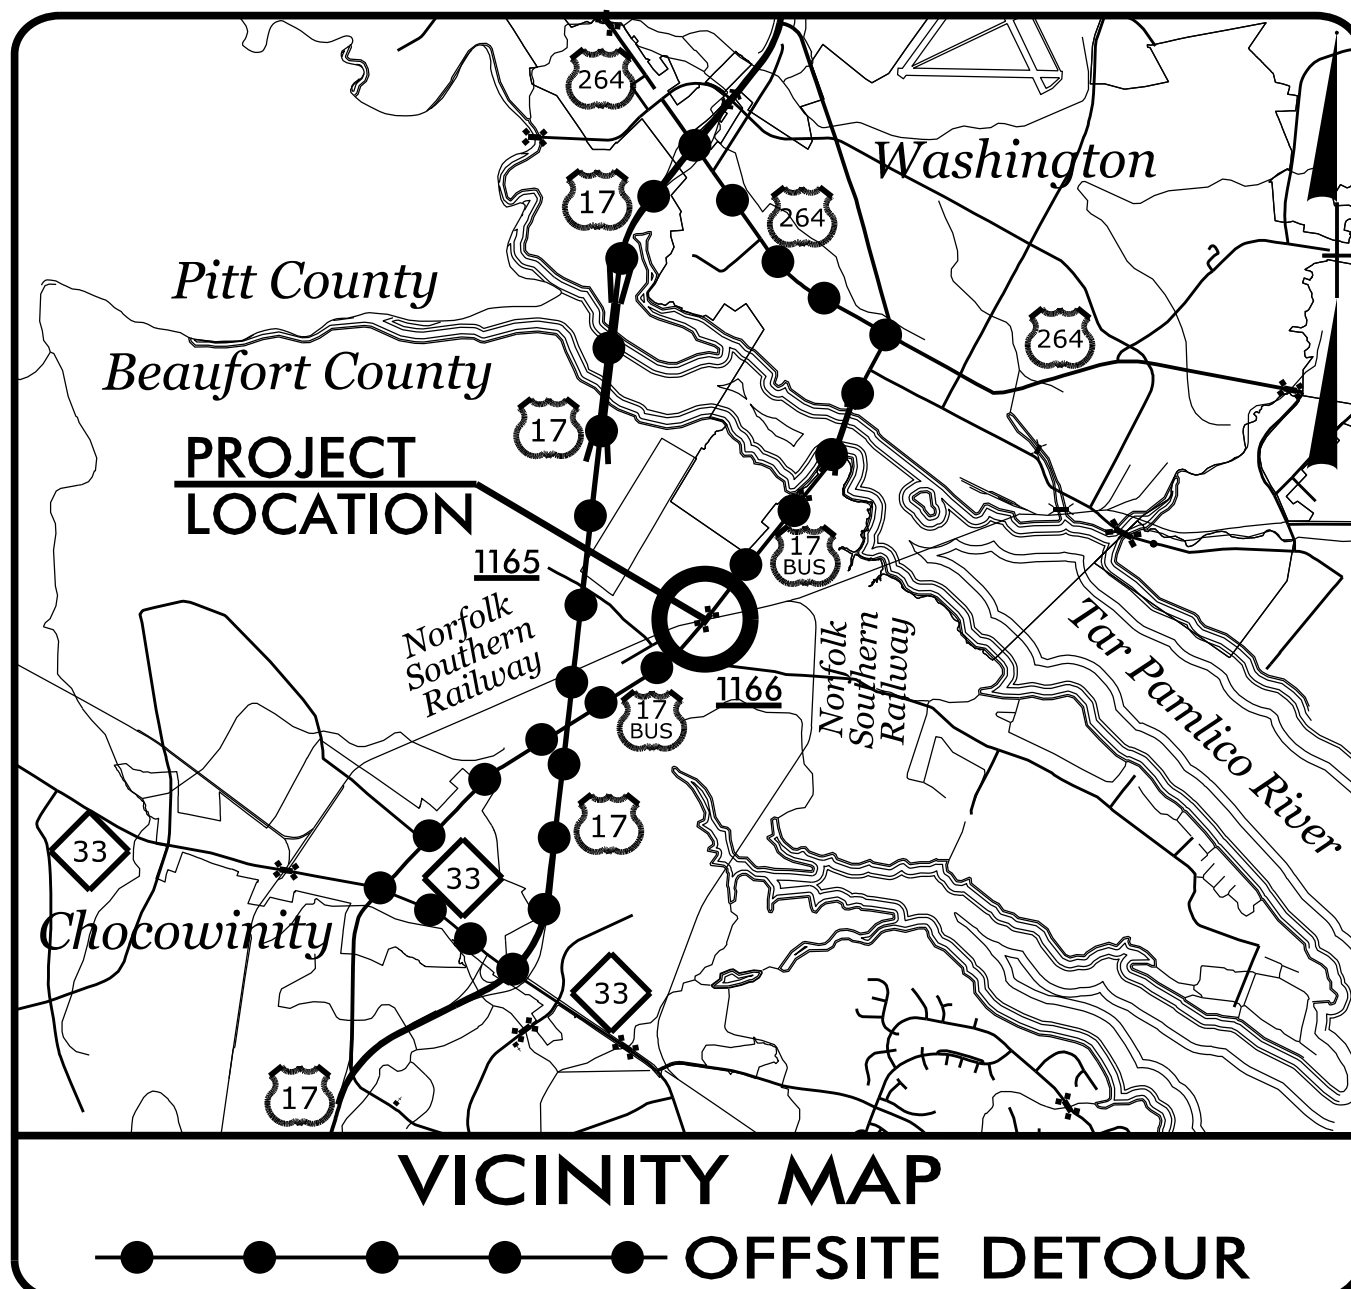 264
Washington
17
264
Pitt County
264
Beaufort County
17
PROJECT
LOCATION
1165
17
BUS
Norfolk
Southern
Railway
Norfolk
Southern
Railway
Tar Pamlico River
1166
17
BUS
17
33
33
Chocowinity
33
17
VICINITY MAP
OFFSITE DETOUR